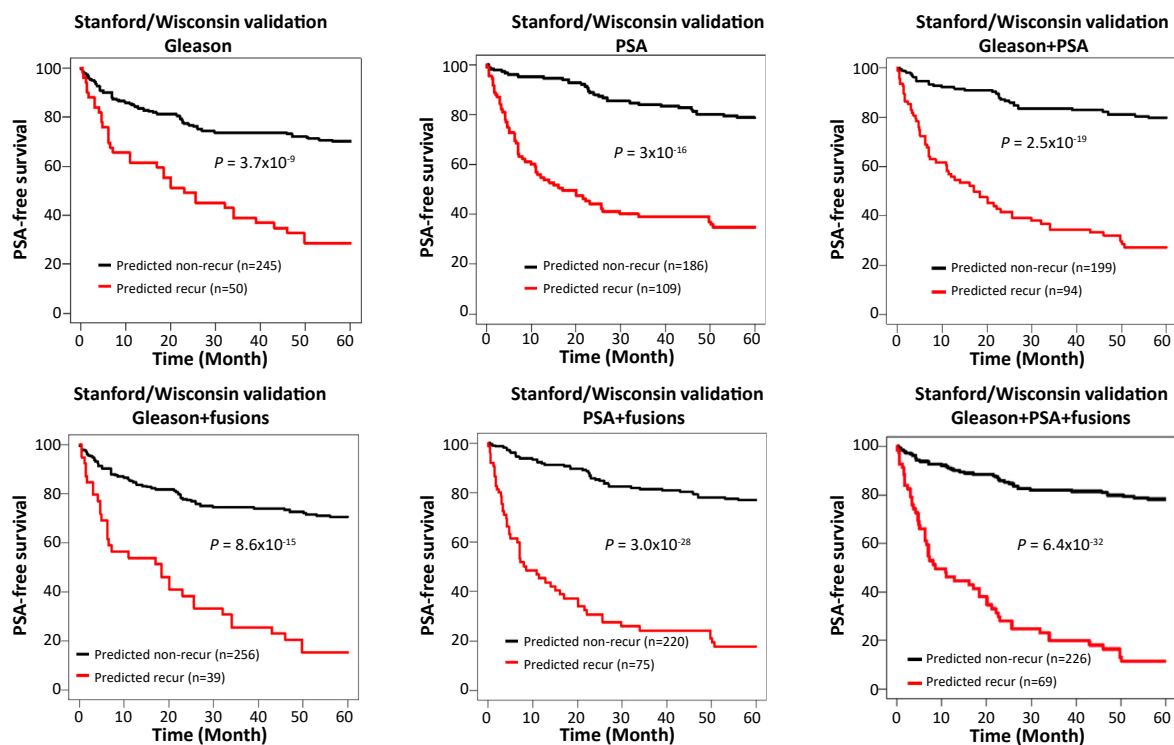 Stanford/Wisconsin validation
Gleason
PSA-free survival
100
80
60
40
20
0
P = 3.7x10-9
Predicted non-recur (n=245)
Predicted recur (n=50)
0 10 20 30 40 50 60
Time (Month)
Stanford/Wisconsin validation
PSA
PSA-free survival
100
80
60
40
20
0
P = 3x10-16
Predicted non-recur (n=186)
Predicted recur (n=109)
0 10 20 30 40 50 60
Time (Month)
Stanford/Wisconsin validation
Gleason+PSA
PSA-free survival
100
80
60
40
20
0
P = 2.5x10-19
Predicted non-recur (n=199)
Predicted recur (n=94)
0 10 20 30 40 50 60
Time (Month)
Stanford/Wisconsin validation
Gleason+fusions
PSA-free survival
100
80
60
40
20
0
P = 8.6x10-15
Predicted non-recur (n=256)
Predicted recur (n=39)
0 10 20 30 40 50 60
Time (Month)
Stanford/Wisconsin validation
PSA+fusions
PSA-free survival
100
80
60
40
20
0
P = 3.0x10-28
Predicted non-recur (n=220)
Predicted recur (n=75)
0 10 20 30 40 50 60
Time (Month)
Stanford/Wisconsin validation
Gleason+PSA+fusions
PSA-free survival
100
80
60
40
20
0
P = 6.4x10-32
Predicted non-recur (n=226)
Predicted recur (n=69)
0 10 20 30 40 50 60
Time (Month)